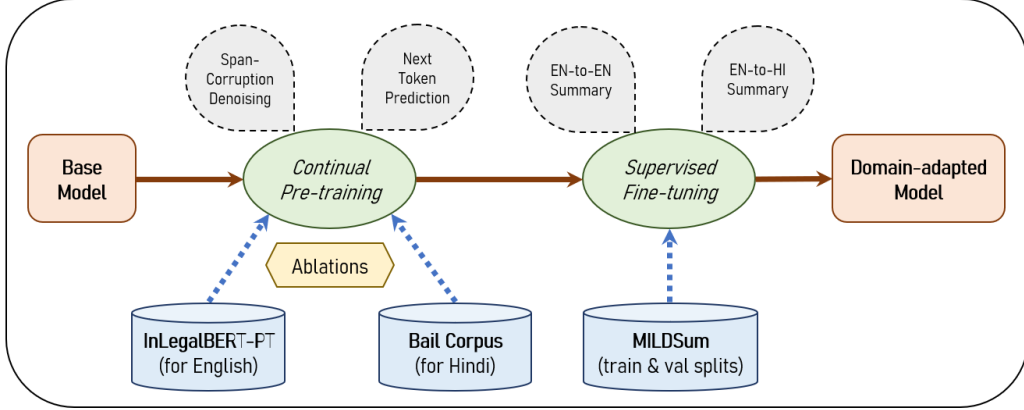 Span-
Corruption
Denoising
Next
Token
Prediction
EN-to-EN
Summary
EN-to-HI
Summary
Base
Model
Continual
Pre-training
Supervised
Fine-tuning
Domain-adapted
Model
Ablations
InLegalBERT-PT
(for English)
Bail Corpus
(for Hindi)
MILDSum
(train & val splits)